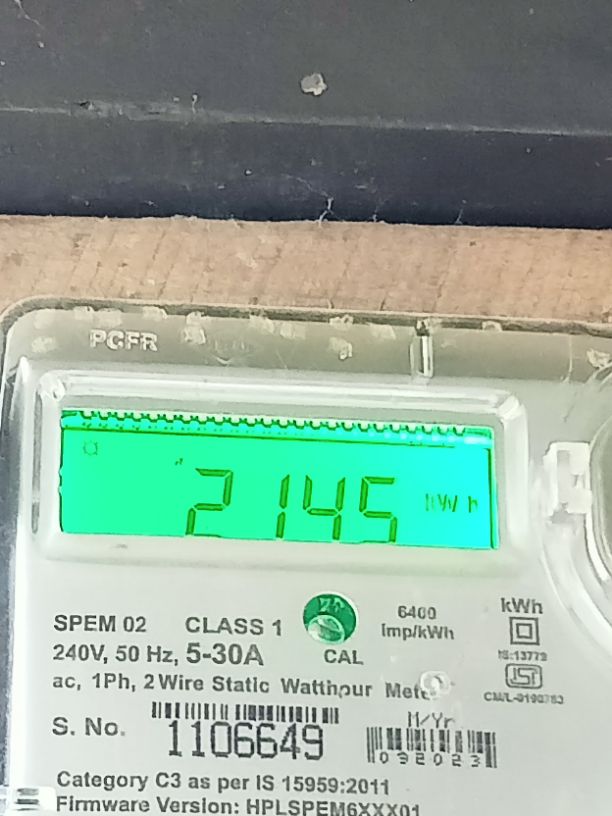 PCFR
2145 kWh
SPEM 02 CLASS 1 6400 kWh
240V, 50 Hz, 5-30A CAL Imp/kWh
IS:13779
ac, 1Ph, 2 Wire Static Watthour Meter
ISI
M/Yr
S. No. 1106649 092023
Category C3 as per IS 15959:2011
Firmware Version: HPLSPEM6XXX01